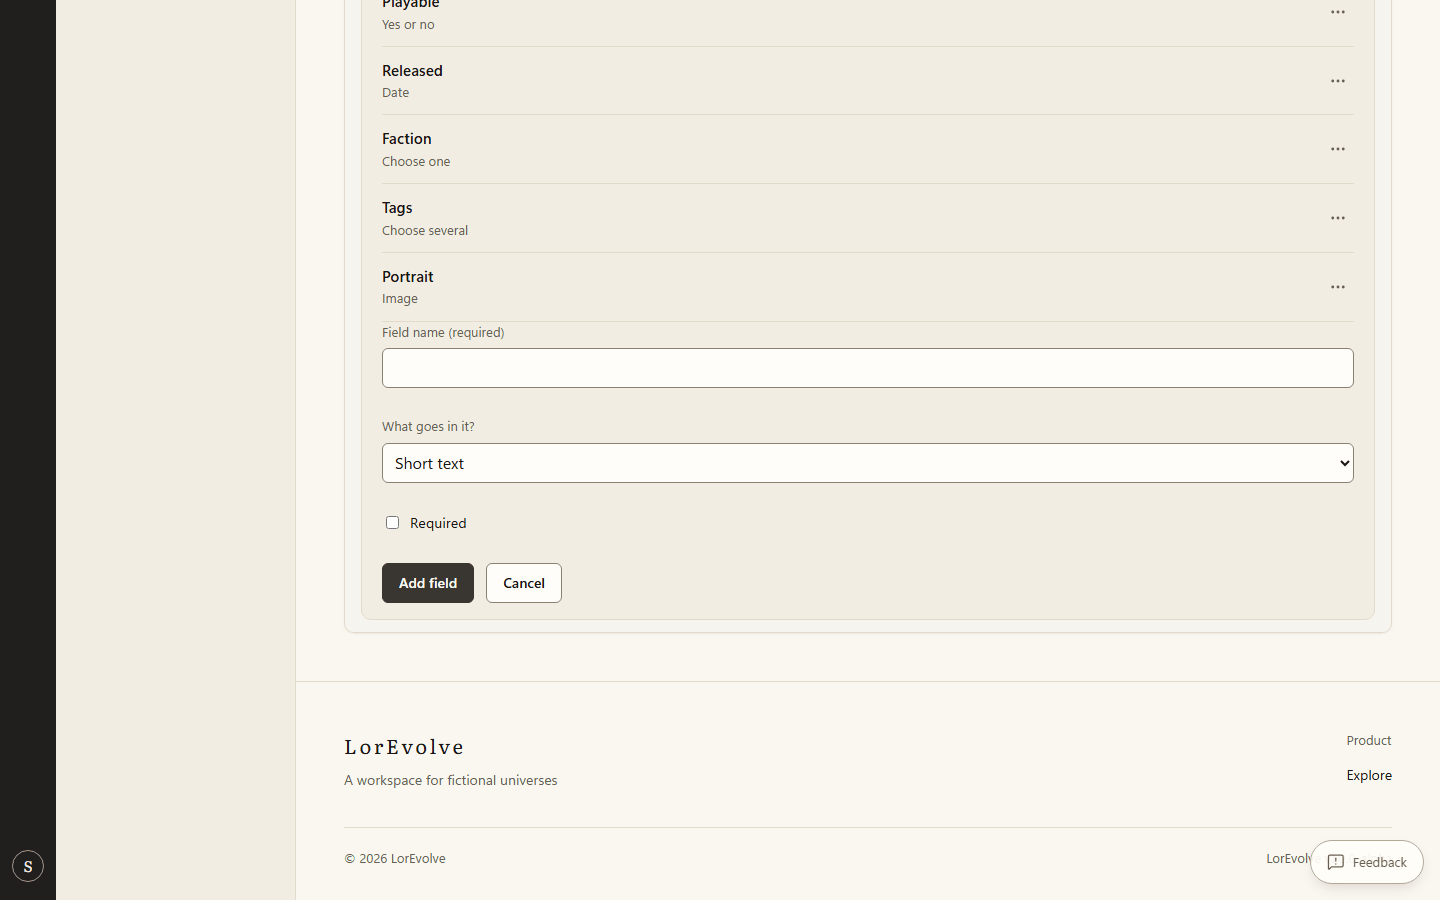 Playable
Yes or no
Released
Date
Faction
Choose one
Tags
Choose several
Portrait
Image
Field name (required)
What goes in it?
Short text
Required
Add field
Cancel
LorEvolve
A workspace for fictional universes
Product
Explore
© 2026 LorEvolve
LorEvolv
Feedback
S